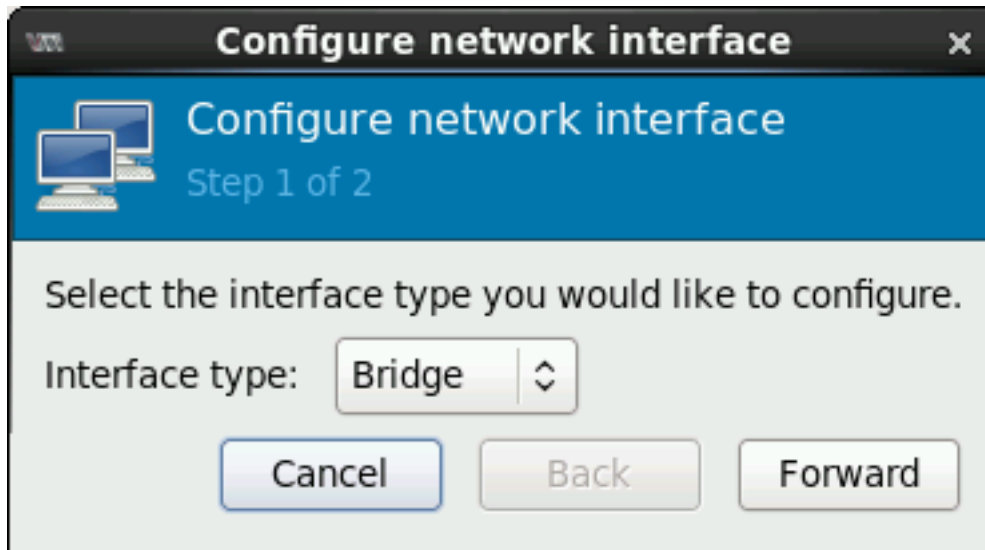 Configure network interface
Configure network interface
Step 1 of 2
Select the interface type you would like to configure.
Interface type: Bridge
Cancel Back Forward